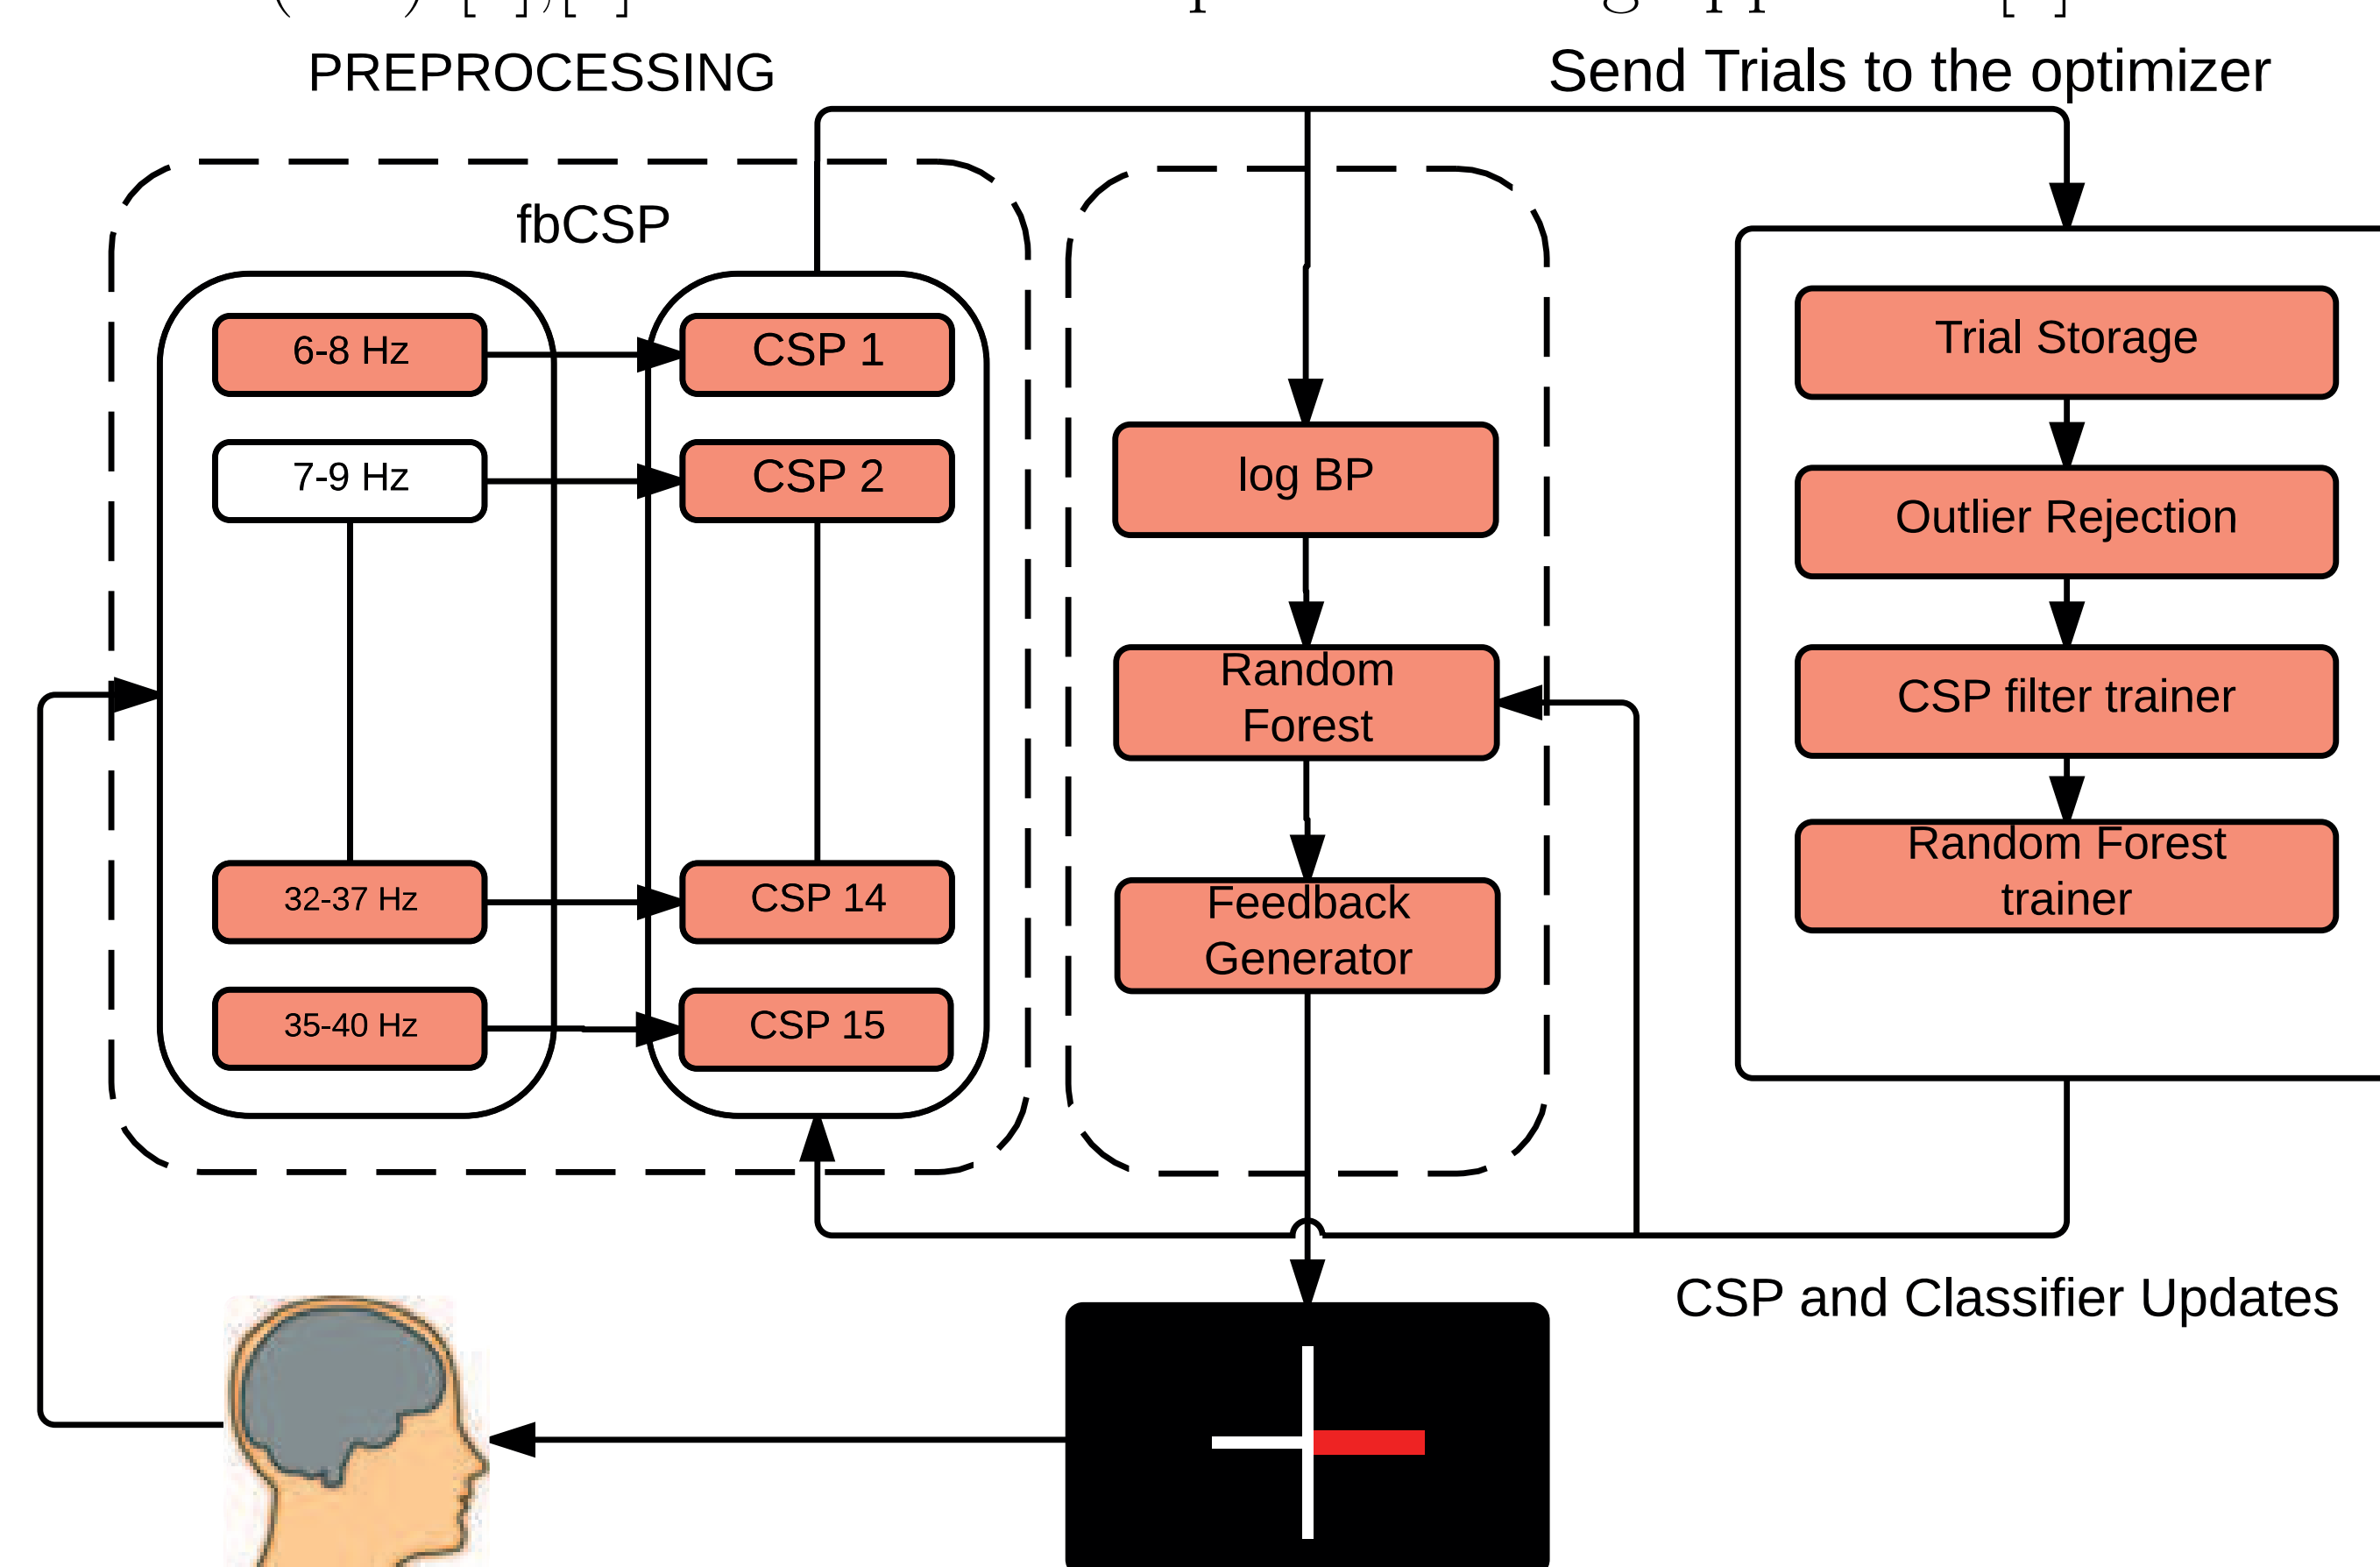 PREPROCESSING
Send Trials to the optimizer
fbCSP
6-8 Hz
CSP 1
7-9 Hz
CSP 2
32-37 Hz
CSP 14
35-40 Hz
CSP 15
log BP
Random
Forest
Feedback
Generator
Trial Storage
Outlier Rejection
CSP filter trainer
Random Forest
trainer
CSP and Classifier Updates